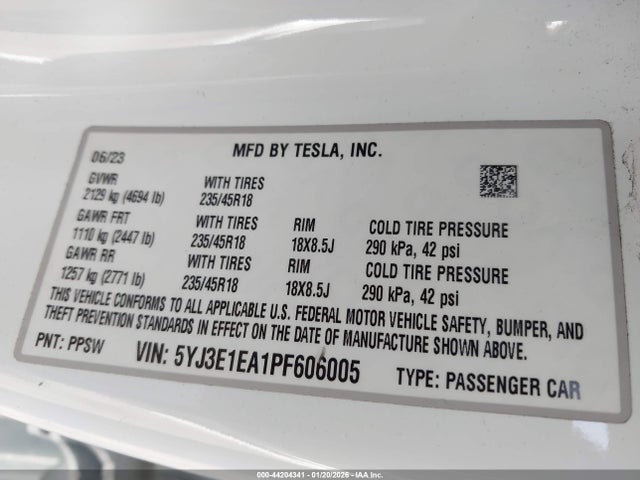 06/23 MFD BY TESLA, INC.
GVWR WITH TIRES
2129 kg (4694 lb) 235/45R18
GAWR FRT WITH TIRES RIM COLD TIRE PRESSURE
1110 kg (2447 lb) 235/45R18 18X8.5J 290 kPa, 42 psi
GAWR RR WITH TIRES RIM COLD TIRE PRESSURE
1257 kg (2771 lb) 235/45R18 18X8.5J 290 kPa, 42 psi
THIS VEHICLE CONFORMS TO ALL APPLICABLE U.S. FEDERAL MOTOR VEHICLE SAFETY, BUMPER, AND
THEFT PREVENTION STANDARDS IN EFFECT ON THE DATE OF MANUFACTURE SHOWN ABOVE.
PNT: PPSW VIN: 5YJ3E1EA1PF606005 TYPE: PASSENGER CAR
000-44204341 - 01/20/2026 - IAA Inc.